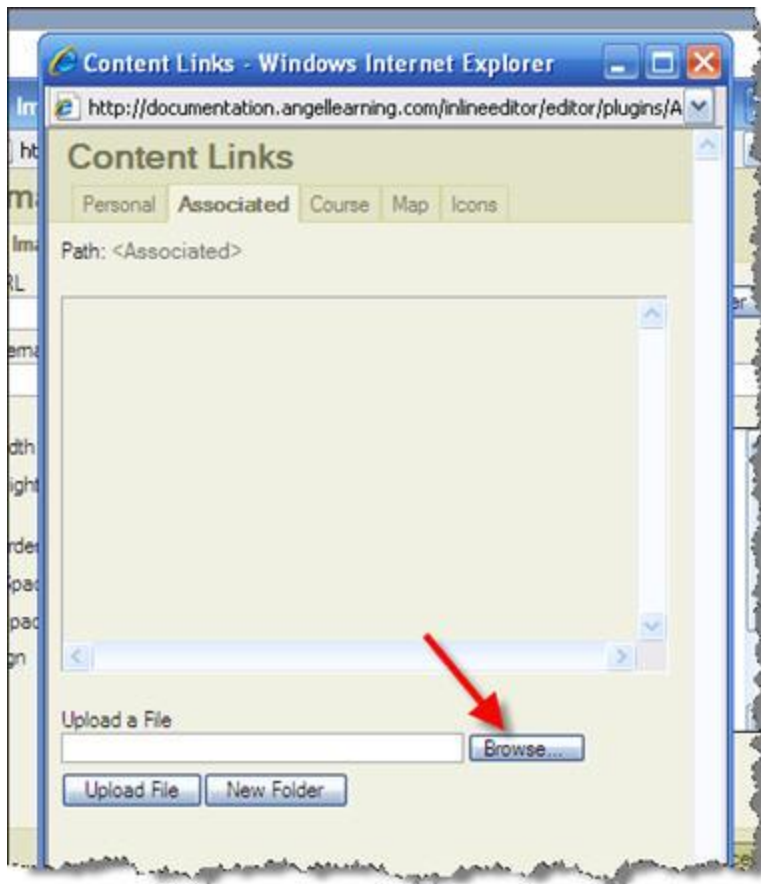 Content Links - Windows Internet Explorer
http://documentation.angellearning.com/inlineeditor/editor/plugins/A
Content Links
Personal Associated Course Map Icons
Path: <Associated>
Upload a File
Browse...
Upload File New Folder